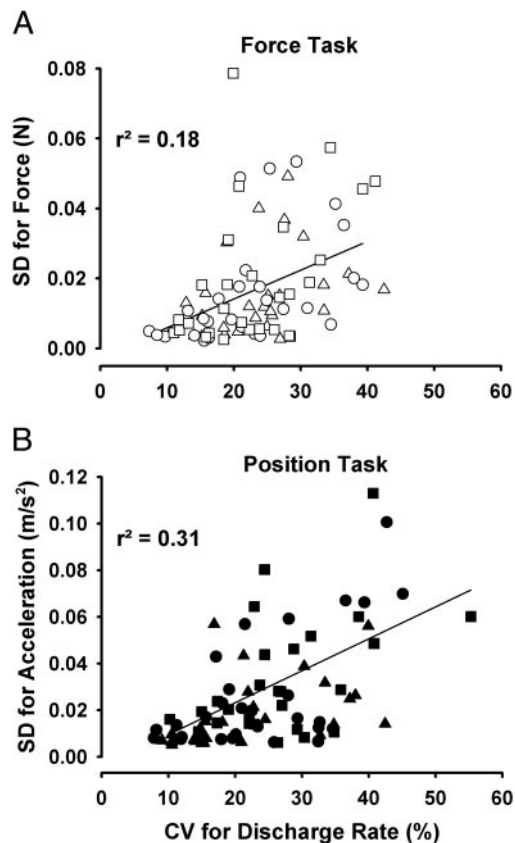 A
Force Task
0.08
r² = 0.18
0.06
SD for Force (N)
0.04
0.02
0.00
0 10 20 30 40 50 60
B
Position Task
0.12
r² = 0.31
0.10
0.08
SD for Acceleration (m/s²)
0.06
0.04
0.02
0.00
0 10 20 30 40 50 60
CV for Discharge Rate (%)